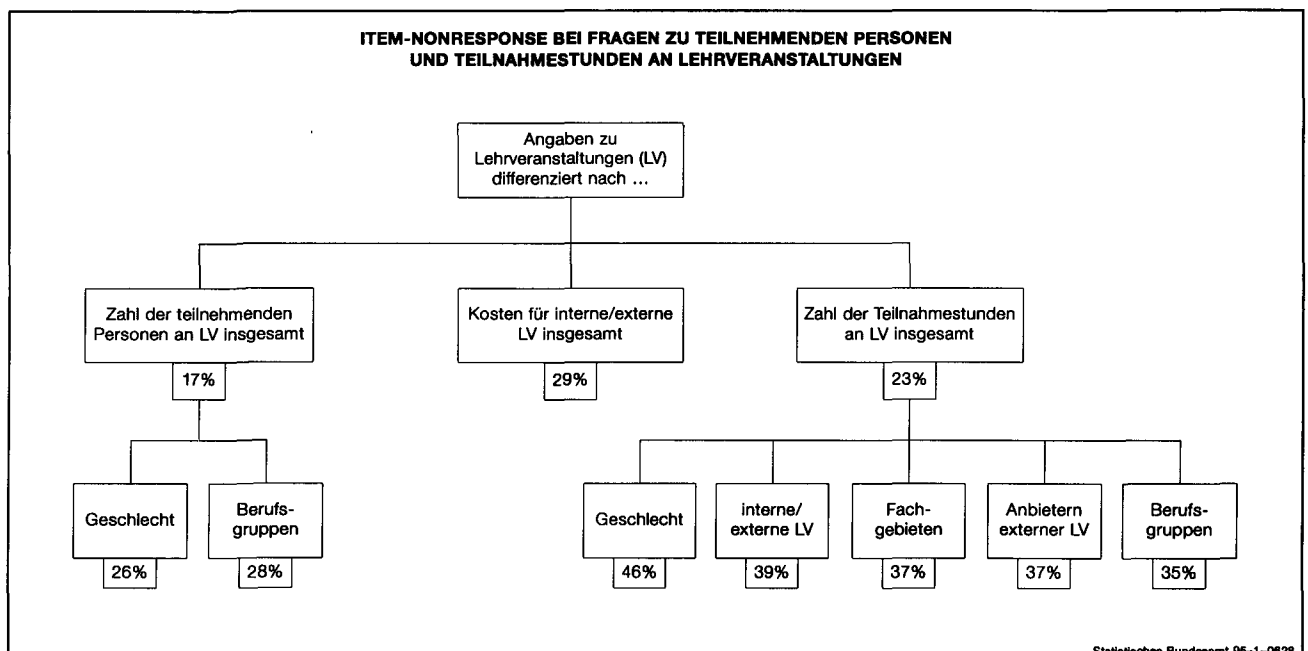 ITEM-NONRESPONSE BEI FRAGEN ZU TEILNEHMENDEN PERSONEN
UND TEILNAHMESTUNDEN AN LEHRVERANSTALTUNGEN
Angaben zu
Lehrveranstaltungen (LV)
differenziert nach ...
Zahl der teilnehmenden
Personen an LV insgesamt
17%
Kosten für interne/externe
LV insgesamt
29%
Zahl der Teilnahmestunden
an LV insgesamt
23%
Geschlecht
26%
Berufs-
gruppen
28%
Geschlecht
46%
interne/
externe LV
39%
Fach-
gebieten
37%
Anbietern
externer LV
37%
Berufs-
gruppen
35%
Statistisches Bundesamt 95-1-0628